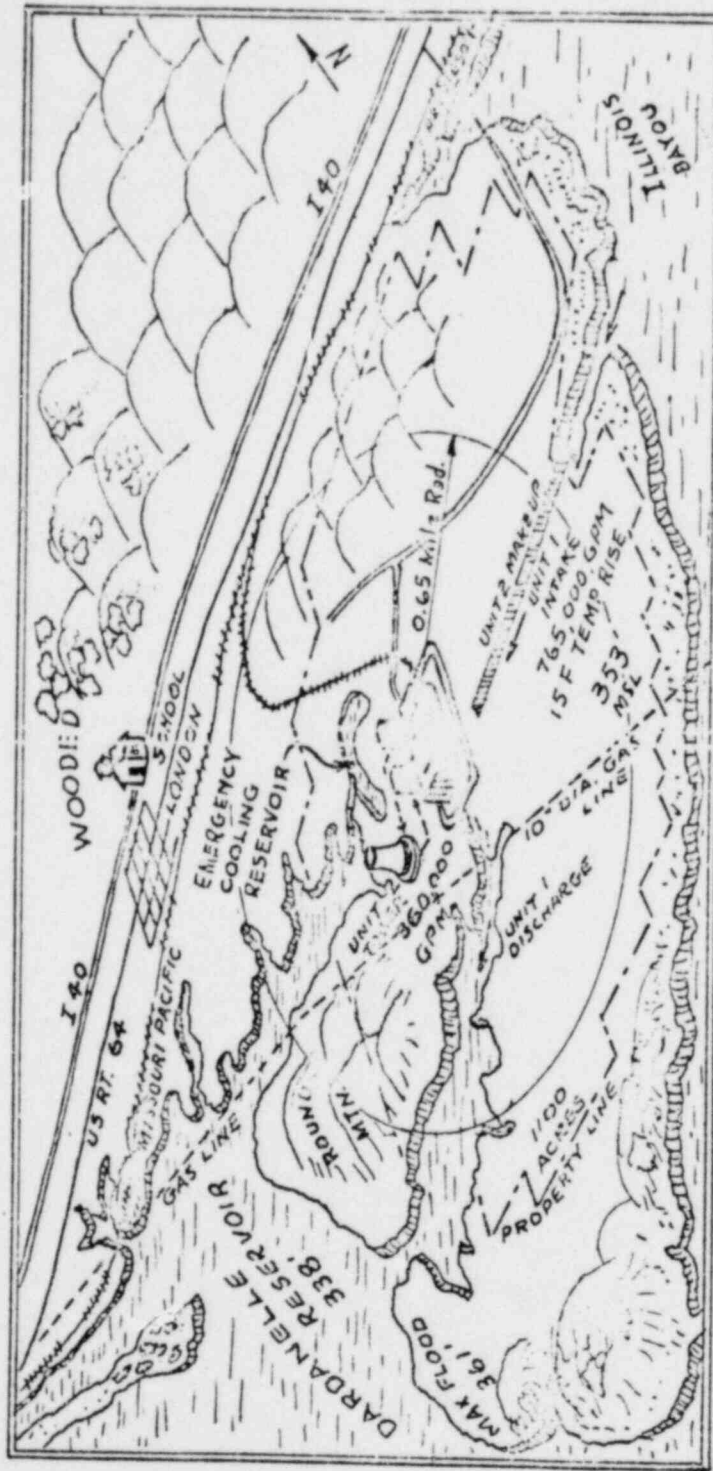 N
I 40
ILLINOIS
BAYOU
WOODED
SCHOOL
LONDON
I 40
US RT. 64
MISSOURI PACIFIC
GAS LINE
EMERGENCY
COOLING
RESERVOIR
0.65 Mile Rad.
UNIT 2 MAKEUP
UNIT 1
INTAKE
765,000 GPM
15 F TEMP RISE
353'
MSL
10" DIA. GAS
LINE
UNIT
360,000
GPM
UNIT 1
DISCHARGE
ROUND
MTN.
DARDANELLE
RESERVOIR
338'
1100
ACRES
PROPERTY LINE
MAX FLOOD
361'